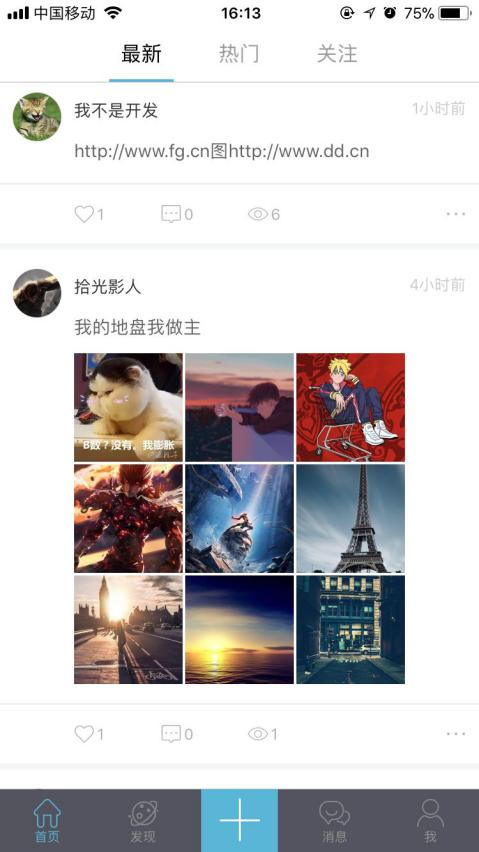 中国移动 16:13 75%
最新 热门 关注
我不是开发 1小时前
http://www.fg.cn图http://www.dd.cn
1 0 6
拾光影人 4小时前
我的地盘我做主
B数？没有。我膨胀
1 0 1
首页 发现 消息 我